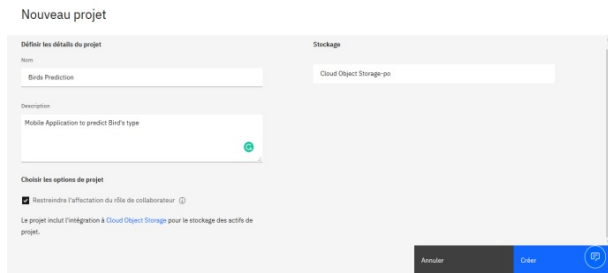 Nouveau projet
Définir les détails du projet
Nom
Birds Prediction
Description
Mobile Application to predict Bird's type
Choisir les options de projet
Restreindre l'affectation du rôle de collaborateur
Le projet inclut l'intégration à Cloud Object Storage pour le stockage des actifs de
projet.
Stockage
Cloud Object Storage-po
Annuler
Créer